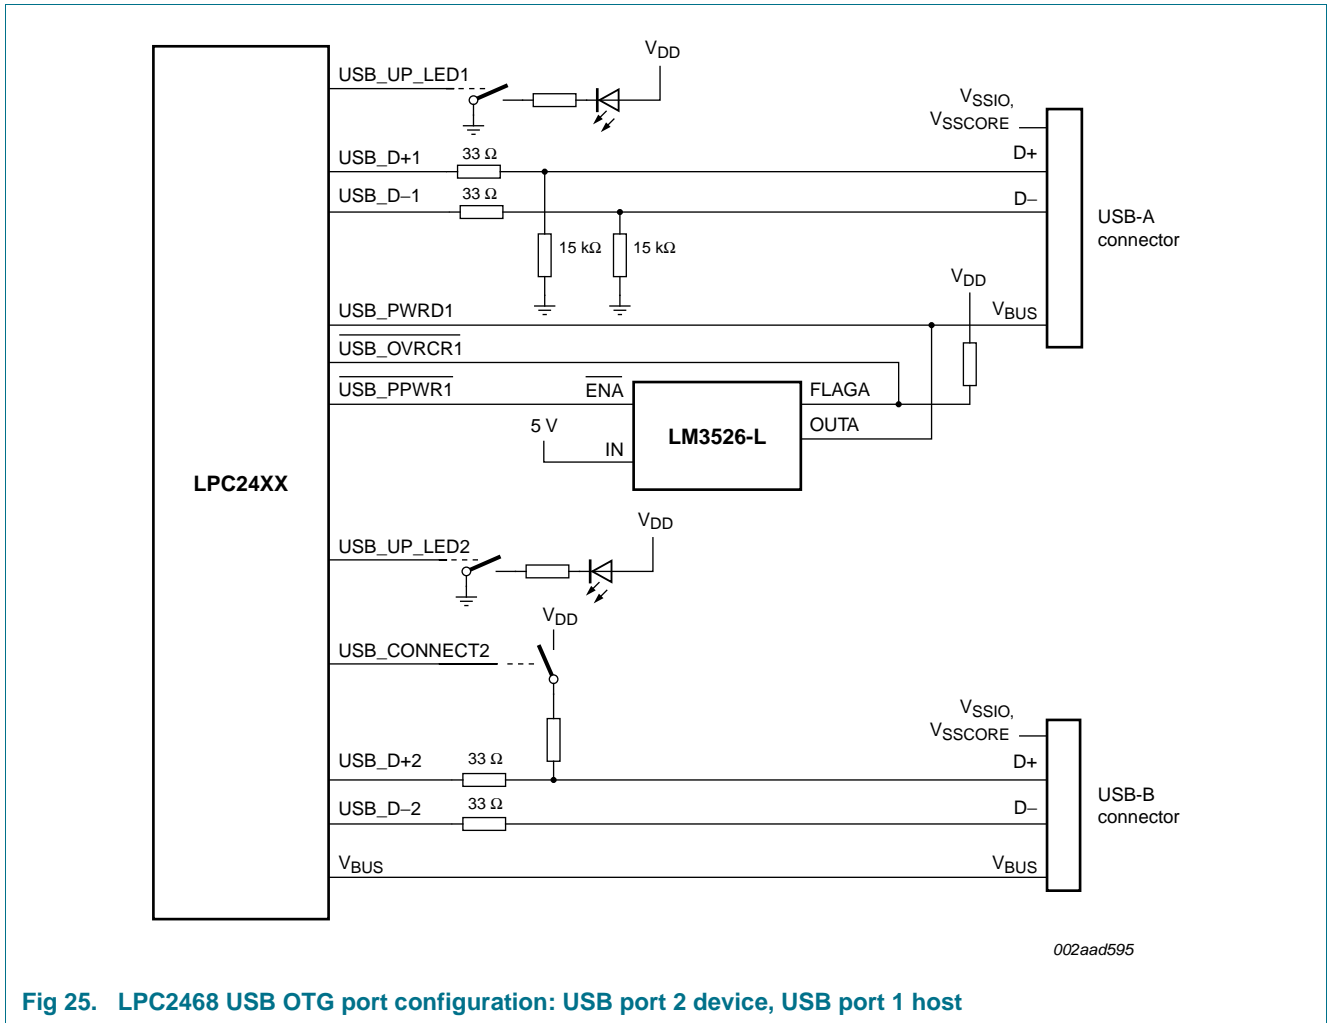 VDD
USB_UP_LED1
VSSIO,
VSSCORE
USB_D+1
33 Ω
D+
USB_D−1
33 Ω
D−
USB-A
connector
15 kΩ
15 kΩ
VDD
USB_PWRD1
VBUS
USB_OVRCR1
USB_PPWR1
ENA
FLAGA
5 V
IN
LM3526-L
OUTA
LPC24XX
VDD
USB_UP_LED2
VDD
USB_CONNECT2
VSSIO,
VSSCORE
USB_D+2
33 Ω
D+
USB_D−2
33 Ω
D−
USB-B
connector
VBUS
VBUS
002aad595
Fig 25. LPC2468 USB OTG port configuration: USB port 2 device, USB port 1 host